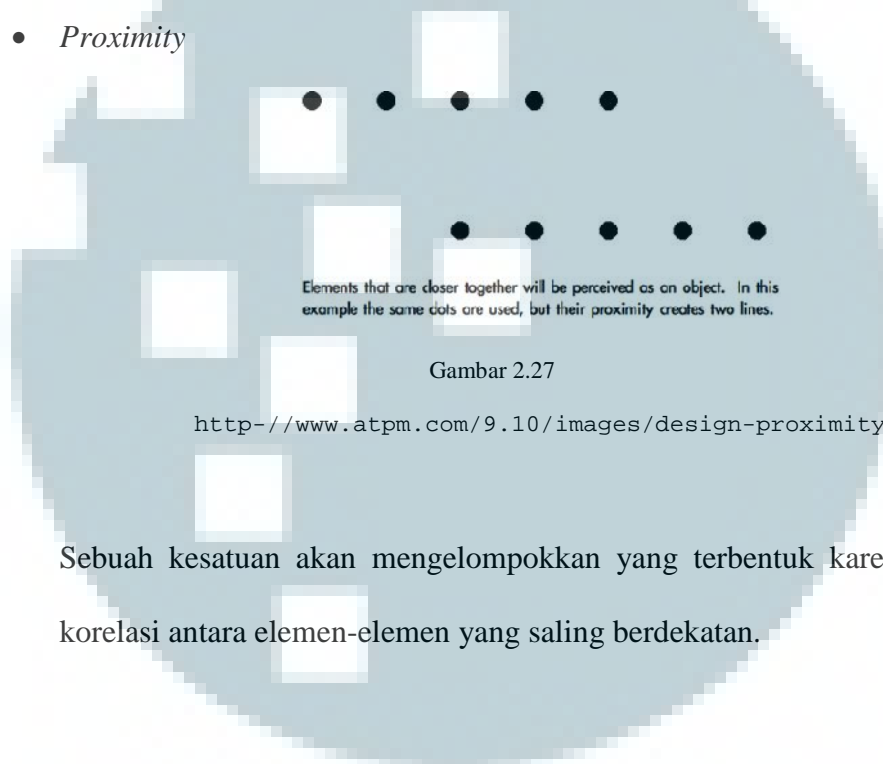 • Proximity
Elements that are closer together will be perceived as an object. In this
example the same dots are used, but their proximity creates two lines.
Gambar 2.27
http-//www.atpm.com/9.10/images/design-proximity
Sebuah kesatuan akan mengelompokkan yang terbentuk kare
korelasi antara elemen-elemen yang saling berdekatan.